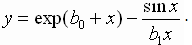 y = exp(b₀ + x) − sin x / b₁x ·